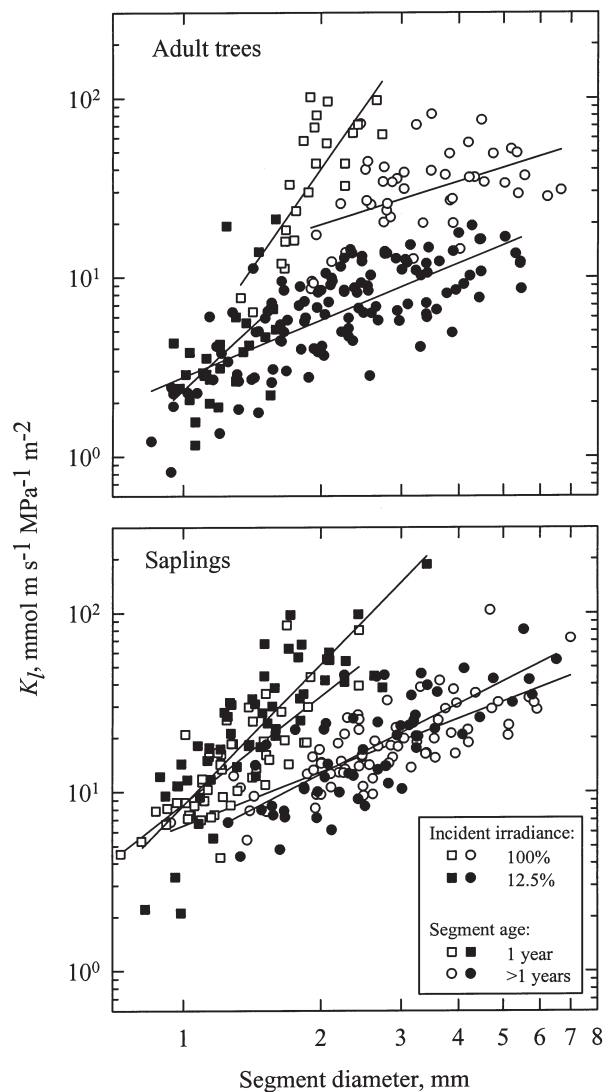 Adult trees
10²
10¹
10⁰
Saplings
10²
10¹
10⁰
K_l, mmol m s⁻¹ MPa⁻¹ m⁻²
Incident irradiance:
100%
12.5%
Segment age:
1 year
>1 years
1 2 3 4 5 6 7 8
Segment diameter, mm